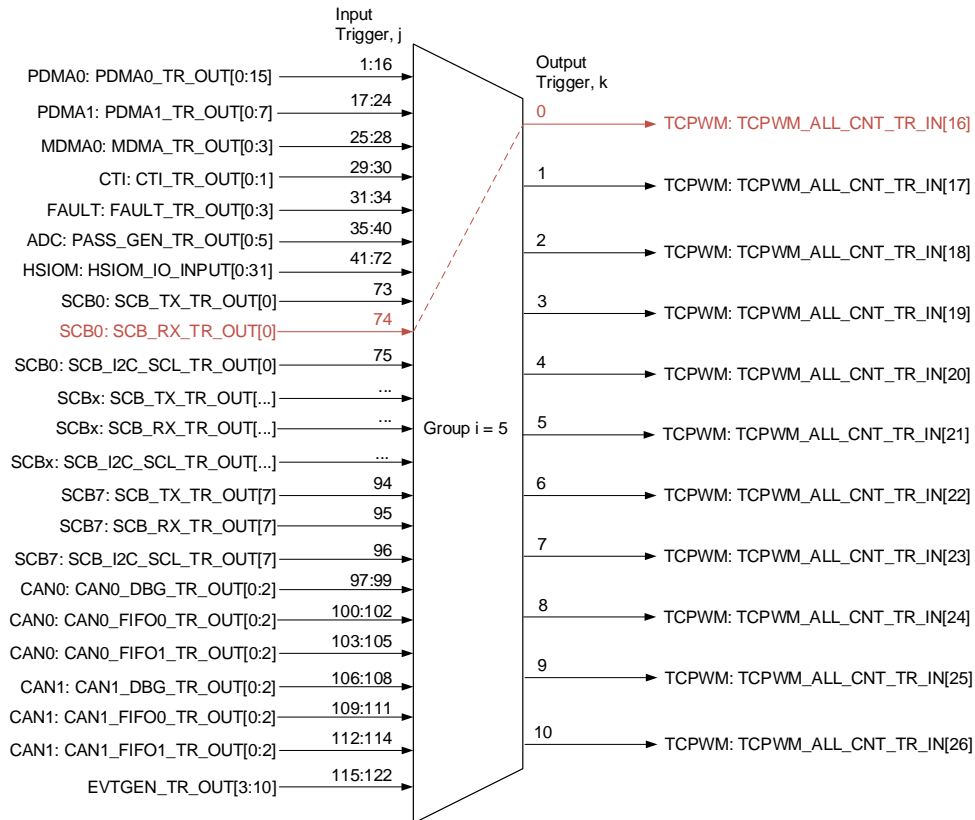 Input
Trigger, j
Output
Trigger, k
PDMA0: PDMA0_TR_OUT[0:15] 1:16
PDMA1: PDMA1_TR_OUT[0:7] 17:24
MDMA0: MDMA_TR_OUT[0:3] 25:28
CTI: CTI_TR_OUT[0:1] 29:30
FAULT: FAULT_TR_OUT[0:3] 31:34
ADC: PASS_GEN_TR_OUT[0:5] 35:40
HSIOM: HSIOM_IO_INPUT[0:31] 41:72
SCB0: SCB_TX_TR_OUT[0] 73
SCB0: SCB_RX_TR_OUT[0] 74
SCB0: SCB_I2C_SCL_TR_OUT[0] 75
SCBx: SCB_TX_TR_OUT[...] ...
SCBx: SCB_RX_TR_OUT[...] ...
SCBx: SCB_I2C_SCL_TR_OUT[...] ...
SCB7: SCB_TX_TR_OUT[7] 94
SCB7: SCB_RX_TR_OUT[7] 95
SCB7: SCB_I2C_SCL_TR_OUT[7] 96
CAN0: CAN0_DBG_TR_OUT[0:2] 97:99
CAN0: CAN0_FIFO0_TR_OUT[0:2] 100:102
CAN0: CAN0_FIFO1_TR_OUT[0:2] 103:105
CAN1: CAN1_DBG_TR_OUT[0:2] 106:108
CAN1: CAN1_FIFO0_TR_OUT[0:2] 109:111
CAN1: CAN1_FIFO1_TR_OUT[0:2] 112:114
EVTGEN_TR_OUT[3:10] 115:122
Group i = 5
0 TCPWM: TCPWM_ALL_CNT_TR_IN[16]
1 TCPWM: TCPWM_ALL_CNT_TR_IN[17]
2 TCPWM: TCPWM_ALL_CNT_TR_IN[18]
3 TCPWM: TCPWM_ALL_CNT_TR_IN[19]
4 TCPWM: TCPWM_ALL_CNT_TR_IN[20]
5 TCPWM: TCPWM_ALL_CNT_TR_IN[21]
6 TCPWM: TCPWM_ALL_CNT_TR_IN[22]
7 TCPWM: TCPWM_ALL_CNT_TR_IN[23]
8 TCPWM: TCPWM_ALL_CNT_TR_IN[24]
9 TCPWM: TCPWM_ALL_CNT_TR_IN[25]
10 TCPWM: TCPWM_ALL_CNT_TR_IN[26]